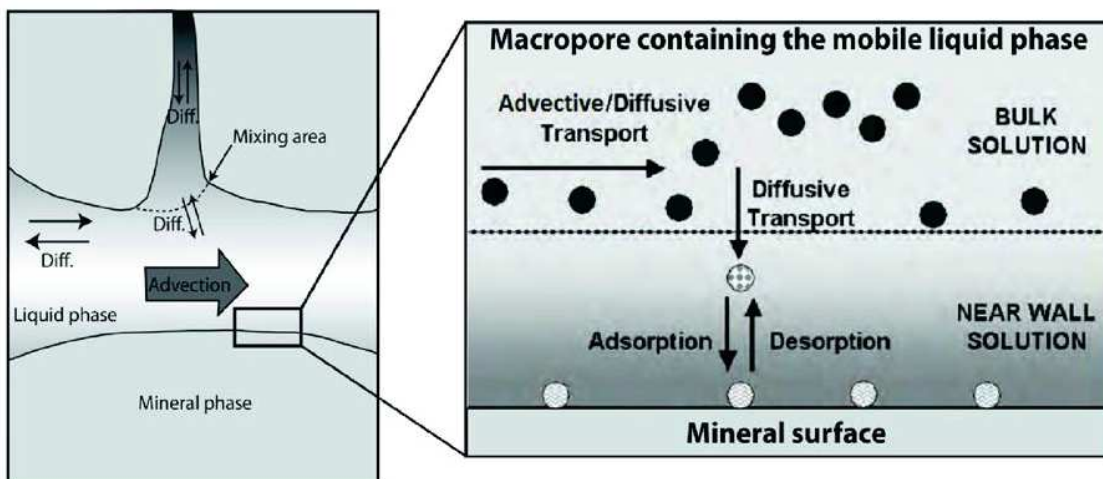 Diff.
Mixing area
Diff.
Diff.
Advection
Liquid phase
Mineral phase
Macropore containing the mobile liquid phase
Advective/Diffusive
Transport
BULK
SOLUTION
Diffusive
Transport
NEAR WALL
SOLUTION
Adsorption
Desorption
Mineral surface